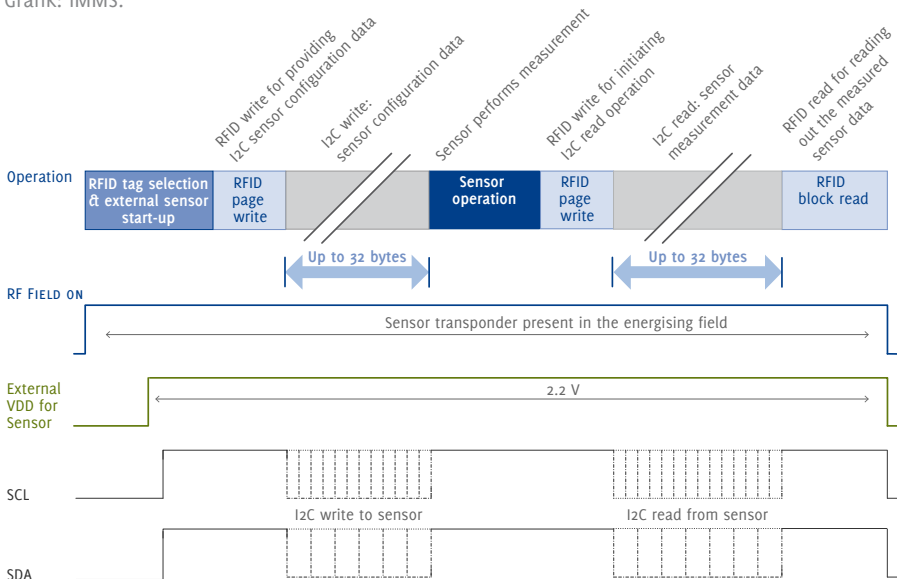 Grafik: IMMS.
RFID write for providing
I2C sensor configuration data
I2C write:
sensor configuration data
Sensor performs measurement
RFID write for initiating
I2C read operation
I2C read: sensor
measurement data
RFID read for reading
out the measured
sensor data
Operation
RFID tag selection
& external sensor
start-up
RFID
page
write
Sensor
operation
RFID
page
write
RFID
block read
Up to 32 bytes
Up to 32 bytes
RF FIELD ON
Sensor transponder present in the energising field
External
VDD for
Sensor
2.2 V
SCL
I2C write to sensor
I2C read from sensor
SDA